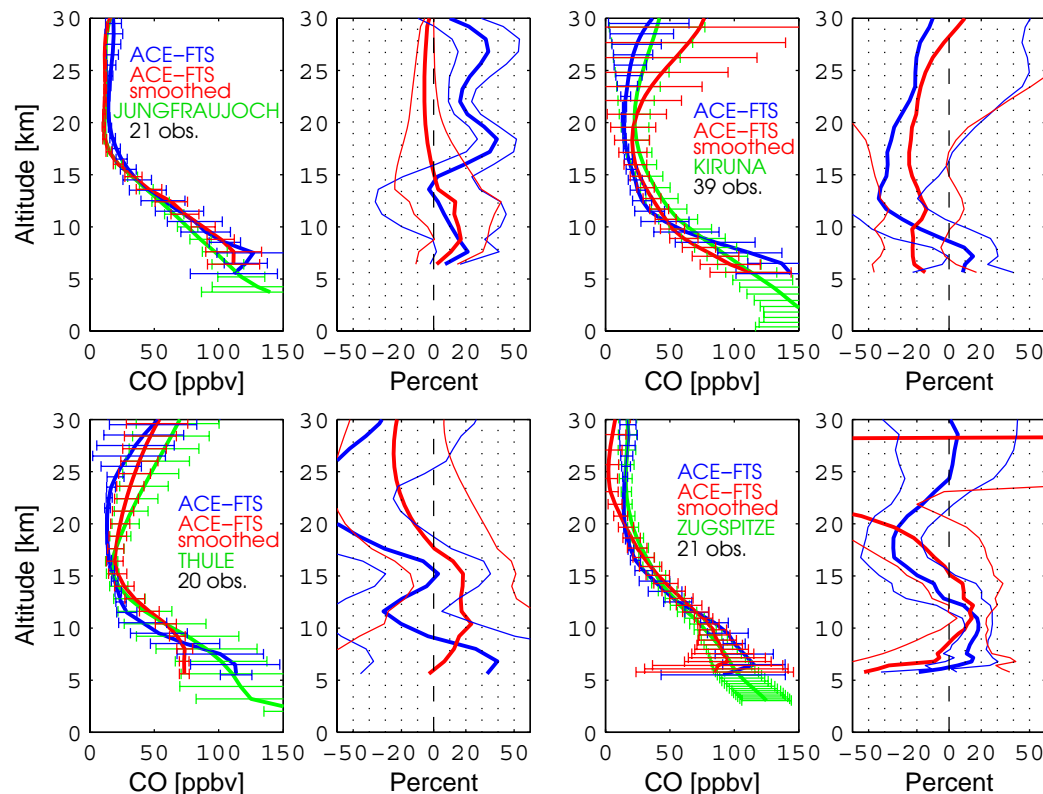 30
25
20
15
10
5
0
Altitude [km]
ACE−FTS
ACE−FTS
smoothed
JUNGFRAUJOCH
21 obs.
0 50 100 150
CO [ppbv]
−50 −20 0 20 50
Percent
30
25
20
15
10
5
0
ACE−FTS
ACE−FTS
smoothed
KIRUNA
39 obs.
0 50 100 150
CO [ppbv]
30
25
20
15
10
5
0
−50 −20 0 20 50
Percent
30
25
20
15
10
5
0
30
25
20
15
10
5
0
Altitude [km]
ACE−FTS
ACE−FTS
smoothed
THULE
20 obs.
0 50 100 150
CO [ppbv]
30
25
20
15
10
5
0
−50 −20 0 20 50
Percent
30
25
20
15
10
5
0
ACE−FTS
ACE−FTS
smoothed
ZUGSPITZE
21 obs.
0 50 100 150
CO [ppbv]
30
25
20
15
10
5
0
−50 −20 0 20 50
Percent